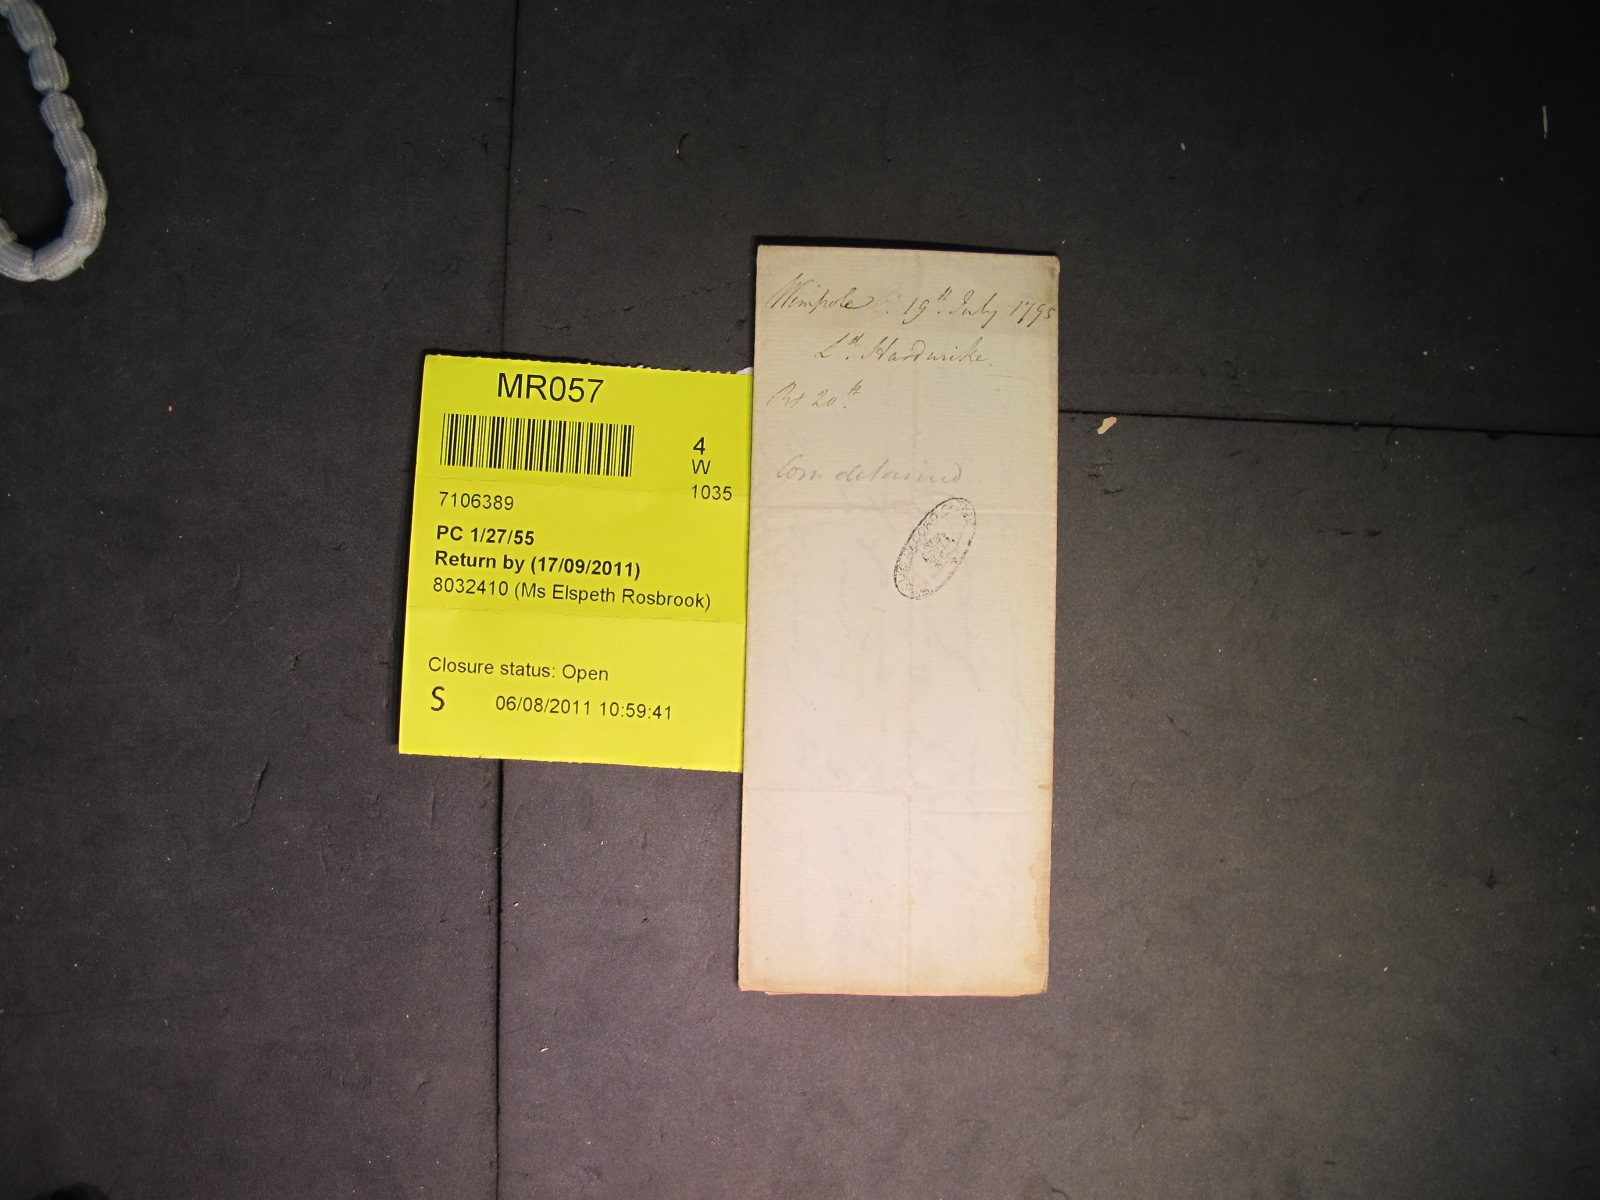 MR057
4
W
1035
7106389
PC 1/27/55
Return by (17/09/2011)
8032410 (Ms Elspeth Rosbrook)
Closure status: Open
S 06/08/2011 10:59:41
Wimpole . 19th. July 1795
Ld. Hardwicke.
Rt 20th.
Corn detained